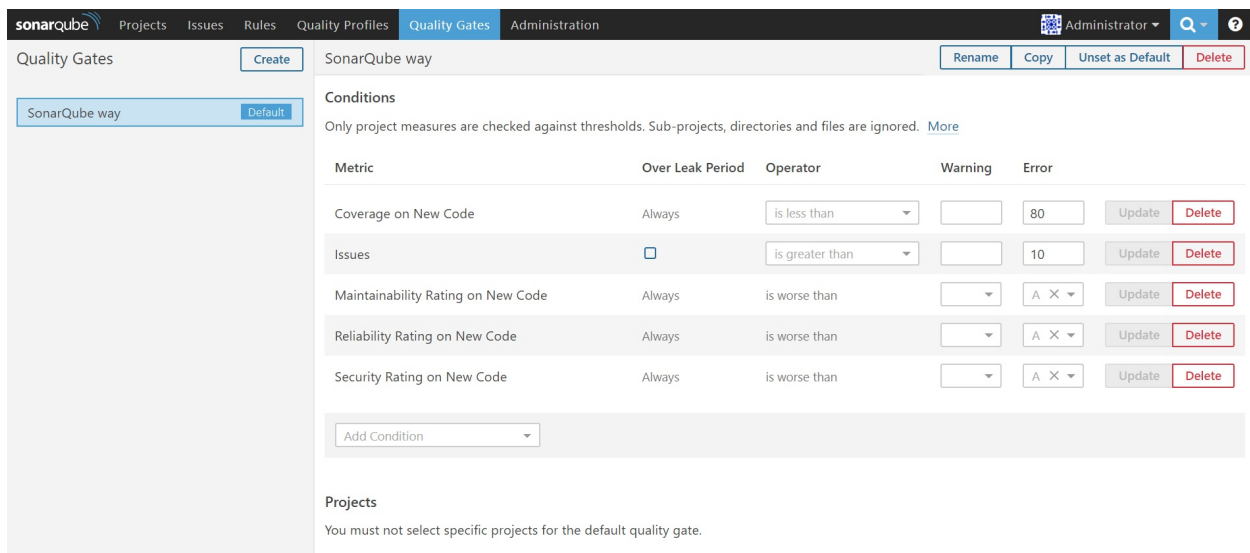 sonarqube Projects Issues Rules Quality Profiles Quality Gates Administration Administrator ?
Quality Gates Create SonarQube way Rename Copy Unset as Default Delete
SonarQube way Default
Conditions
Only project measures are checked against thresholds. Sub-projects, directories and files are ignored. More
Metric Over Leak Period Operator Warning Error
Coverage on New Code Always is less than 80 Update Delete
Issues is greater than 10 Update Delete
Maintainability Rating on New Code Always is worse than A Update Delete
Reliability Rating on New Code Always is worse than A Update Delete
Security Rating on New Code Always is worse than A Update Delete
Add Condition
Projects
You must not select specific projects for the default quality gate.